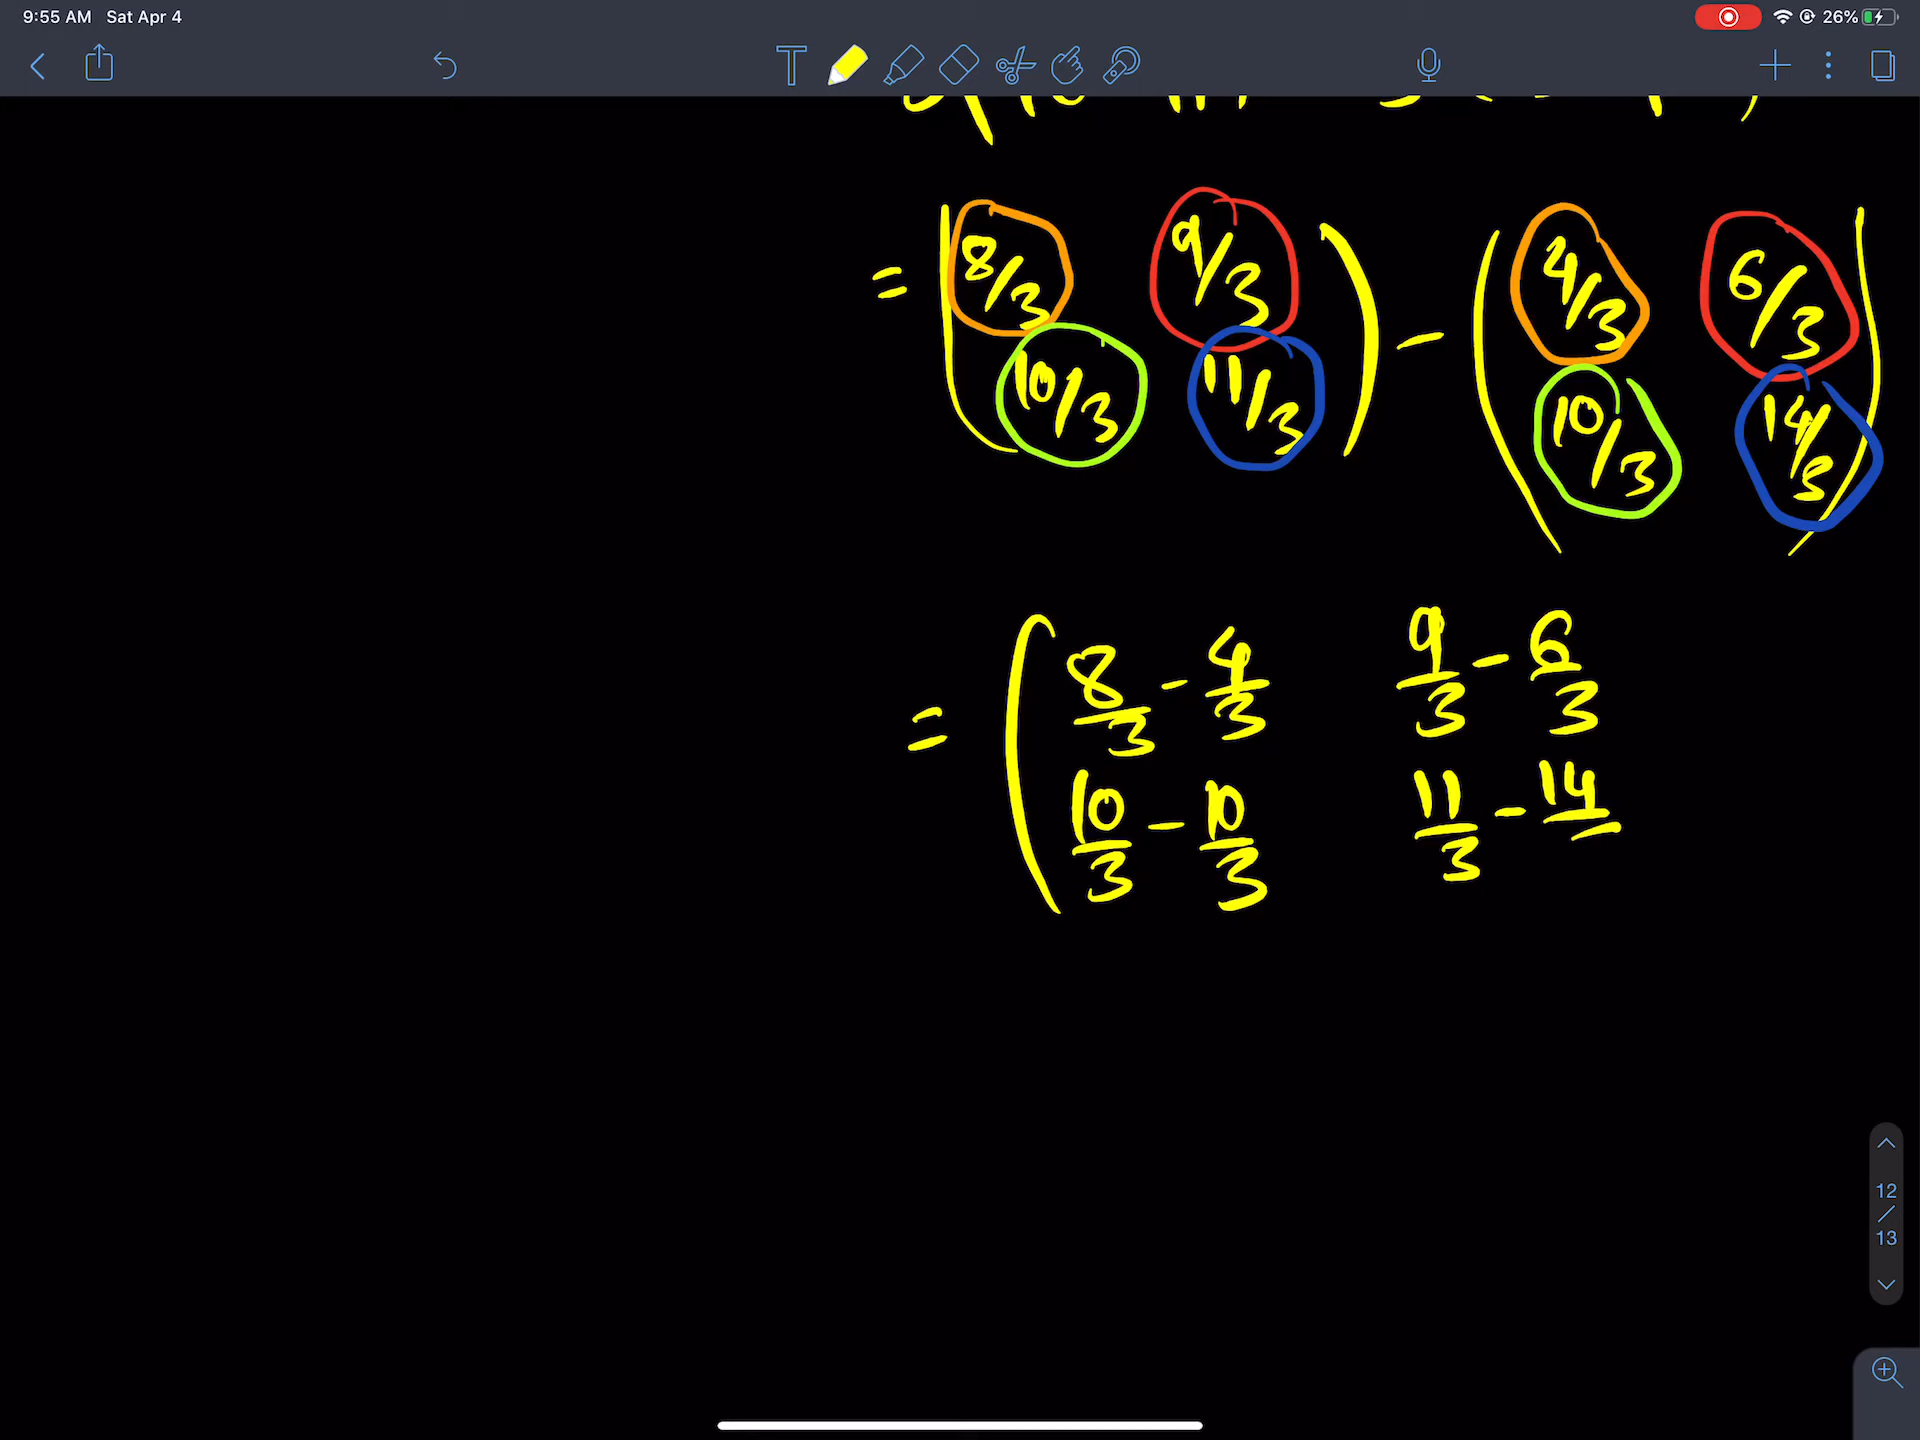 9:55 AM Sat Apr 4
26%
T
= ( 8/3 9/3 ) - ( 4/3 6/3 )
10/3 11/3 10/3 14/3
= ( 8/3 - 4/3 9/3 - 6/3
10/3 - 10/3 11/3 - 14/
12
/
13